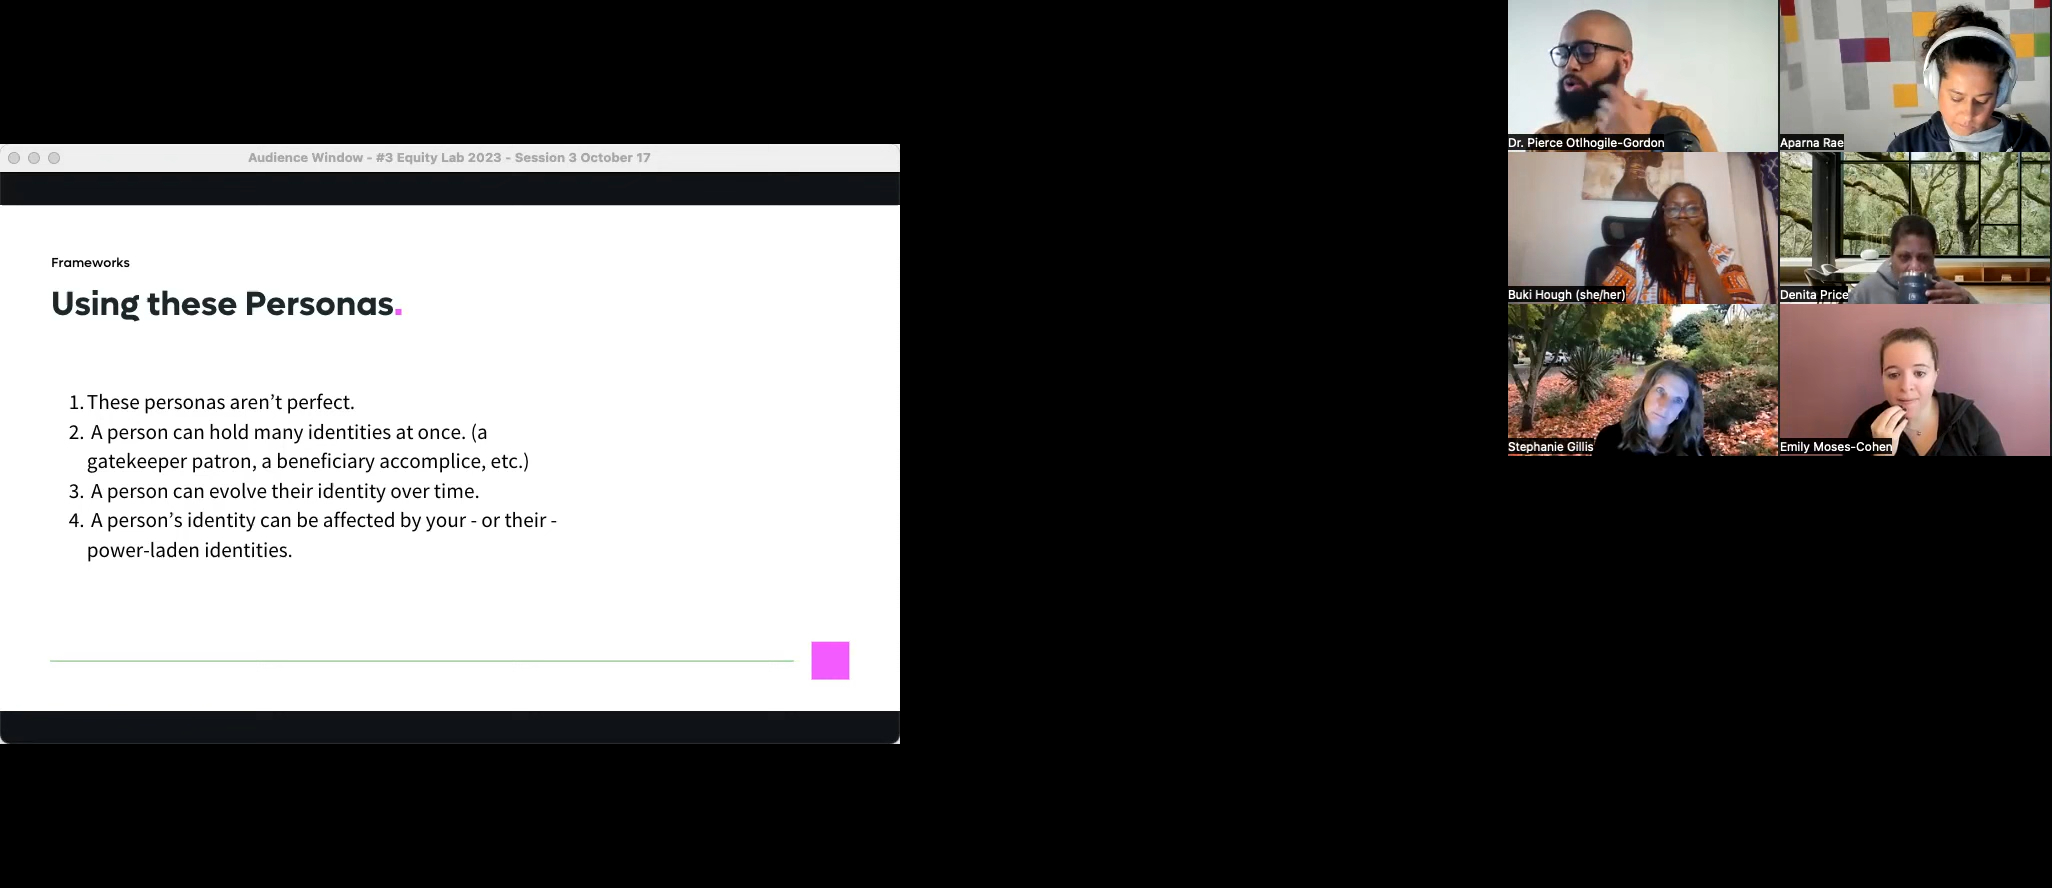 Audience Window - #3 Equity Lab 2023 - Session 3 October 17
Frameworks
Using these Personas.
1. These personas aren’t perfect.
2. A person can hold many identities at once. (a
gatekeeper patron, a beneficiary accomplice, etc.)
3. A person can evolve their identity over time.
4. A person’s identity can be affected by your - or their -
power-laden identities.
Dr. Pierce Otlhogile-Gordon
Aparna Rae
Buki Hough (she/her)
Denita Price
Stephanie Gillis
Emily Moses-Cohen